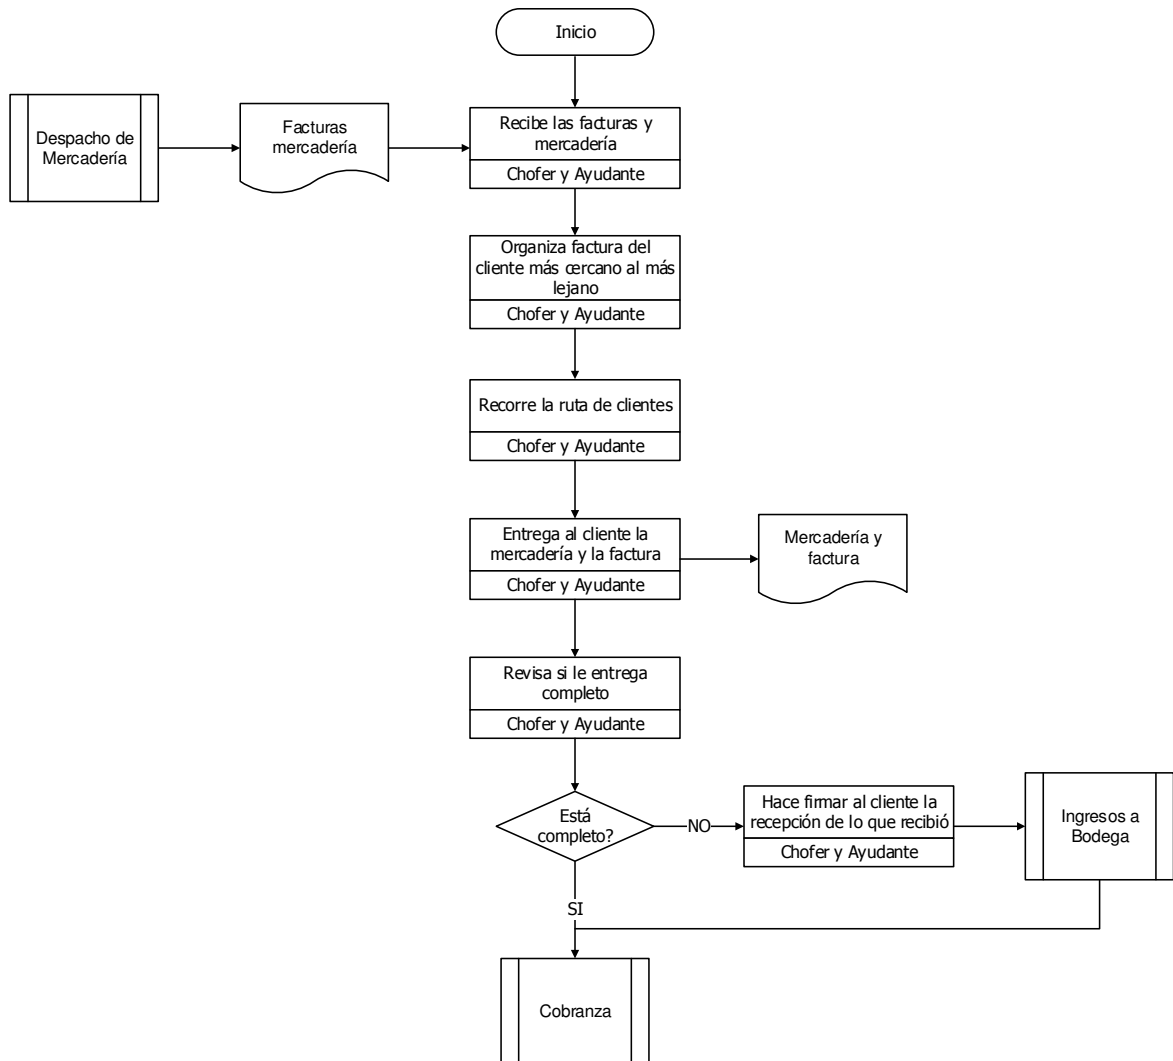 Inicio
Despacho de
Mercadería
Facturas
mercadería
Recibe las facturas y
mercadería
Chofer y Ayudante
Organiza factura del
cliente más cercano al más
lejano
Chofer y Ayudante
Recorre la ruta de clientes
Chofer y Ayudante
Entrega al cliente la
mercadería y la factura
Chofer y Ayudante
Mercadería y
factura
Revisa si le entrega
completo
Chofer y Ayudante
Está
completo?
NO
Hace firmar al cliente la
recepción de lo que recibió
Chofer y Ayudante
Ingresos a
Bodega
SI
Cobranza